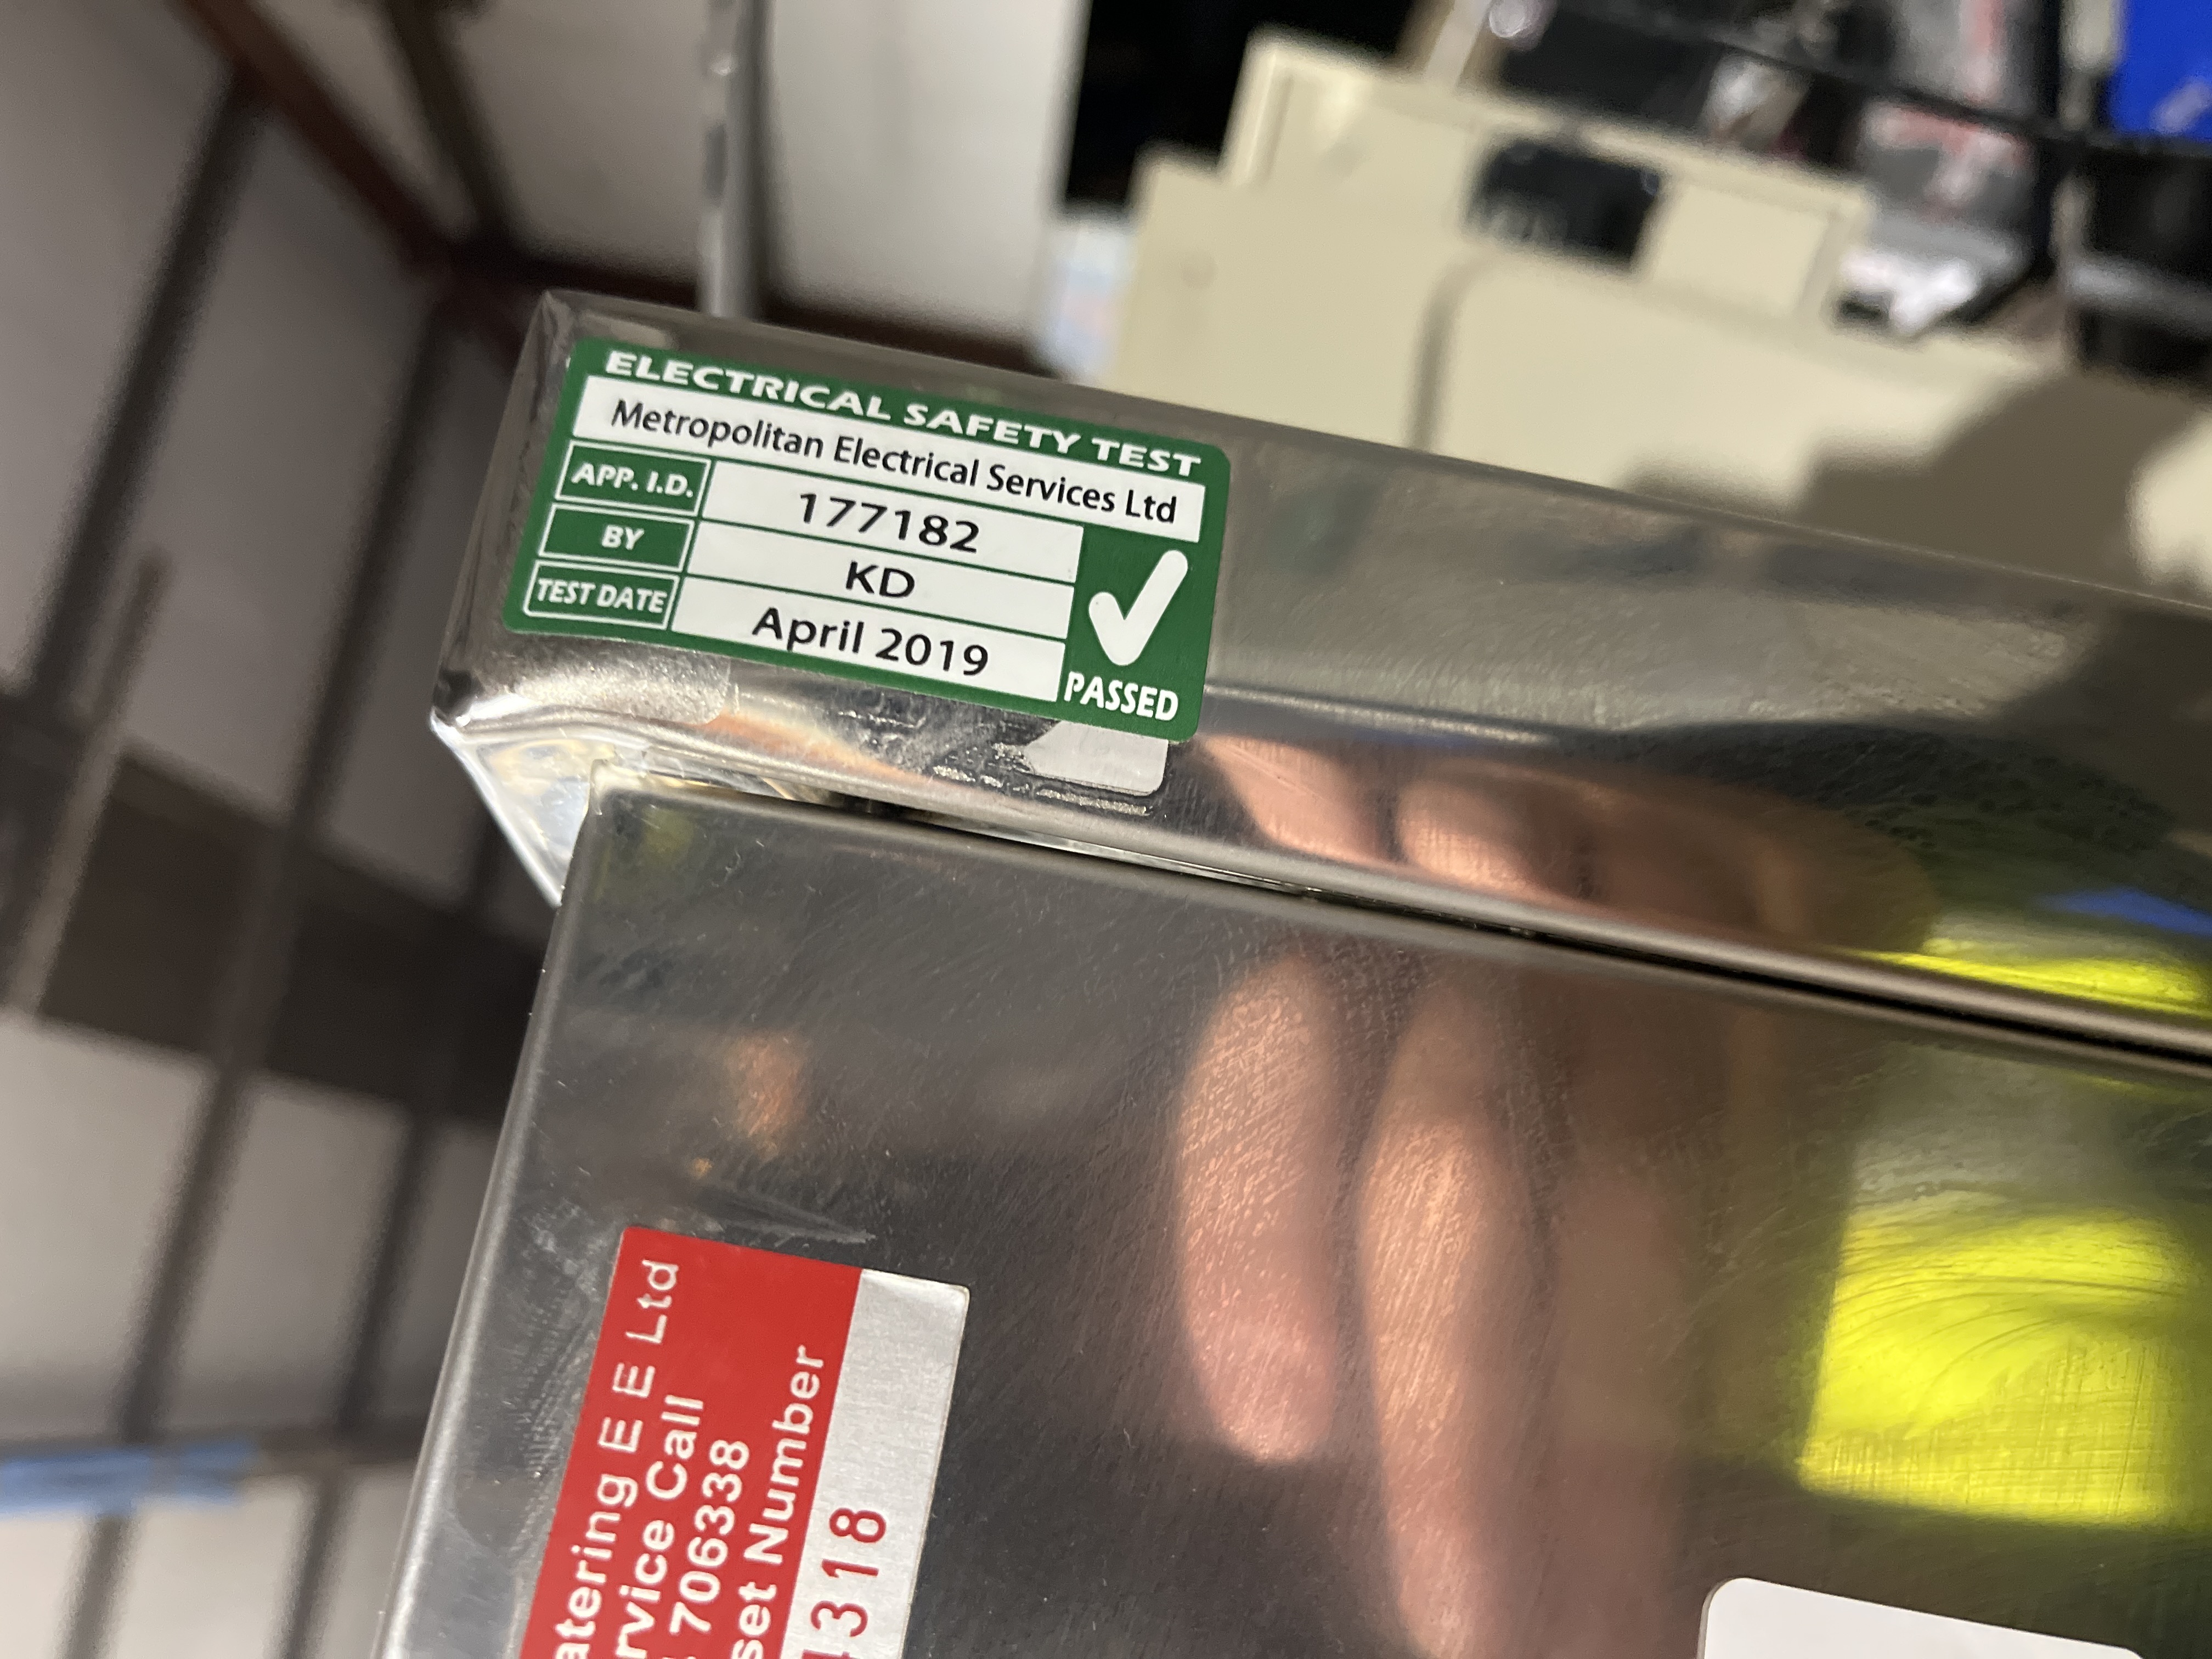 ELECTRICAL SAFETY TEST
Metropolitan Electrical Services Ltd
APP. I.D. 177182
BY KD
TEST DATE April 2019
PASSED
atering E E Ltd
rvice Call
706338
set Number
318